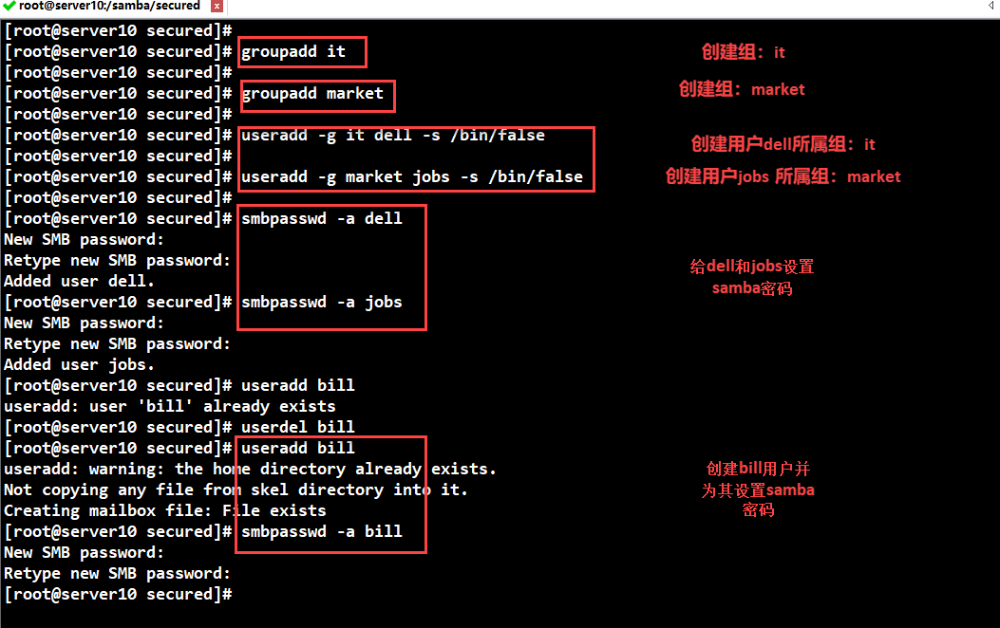 root@server10:/samba/secured
[root@server10 secured]#
[root@server10 secured]# groupadd it 创建组：it
[root@server10 secured]#
[root@server10 secured]# groupadd market 创建组：market
[root@server10 secured]#
[root@server10 secured]# useradd -g it dell -s /bin/false 创建用户dell所属组：it
[root@server10 secured]#
[root@server10 secured]# useradd -g market jobs -s /bin/false 创建用户jobs 所属组：market
[root@server10 secured]#
[root@server10 secured]# smbpasswd -a dell
New SMB password:
Retype new SMB password: 给dell和jobs设置
Added user dell. samba密码
[root@server10 secured]# smbpasswd -a jobs
New SMB password:
Retype new SMB password:
Added user jobs.
[root@server10 secured]# useradd bill
useradd: user 'bill' already exists
[root@server10 secured]# userdel bill
[root@server10 secured]# useradd bill
useradd: warning: the home directory already exists. 创建bill用户并
Not copying any file from skel directory into it. 为其设置samba
Creating mailbox file: File exists 密码
[root@server10 secured]# smbpasswd -a bill
New SMB password:
Retype new SMB password:
[root@server10 secured]#